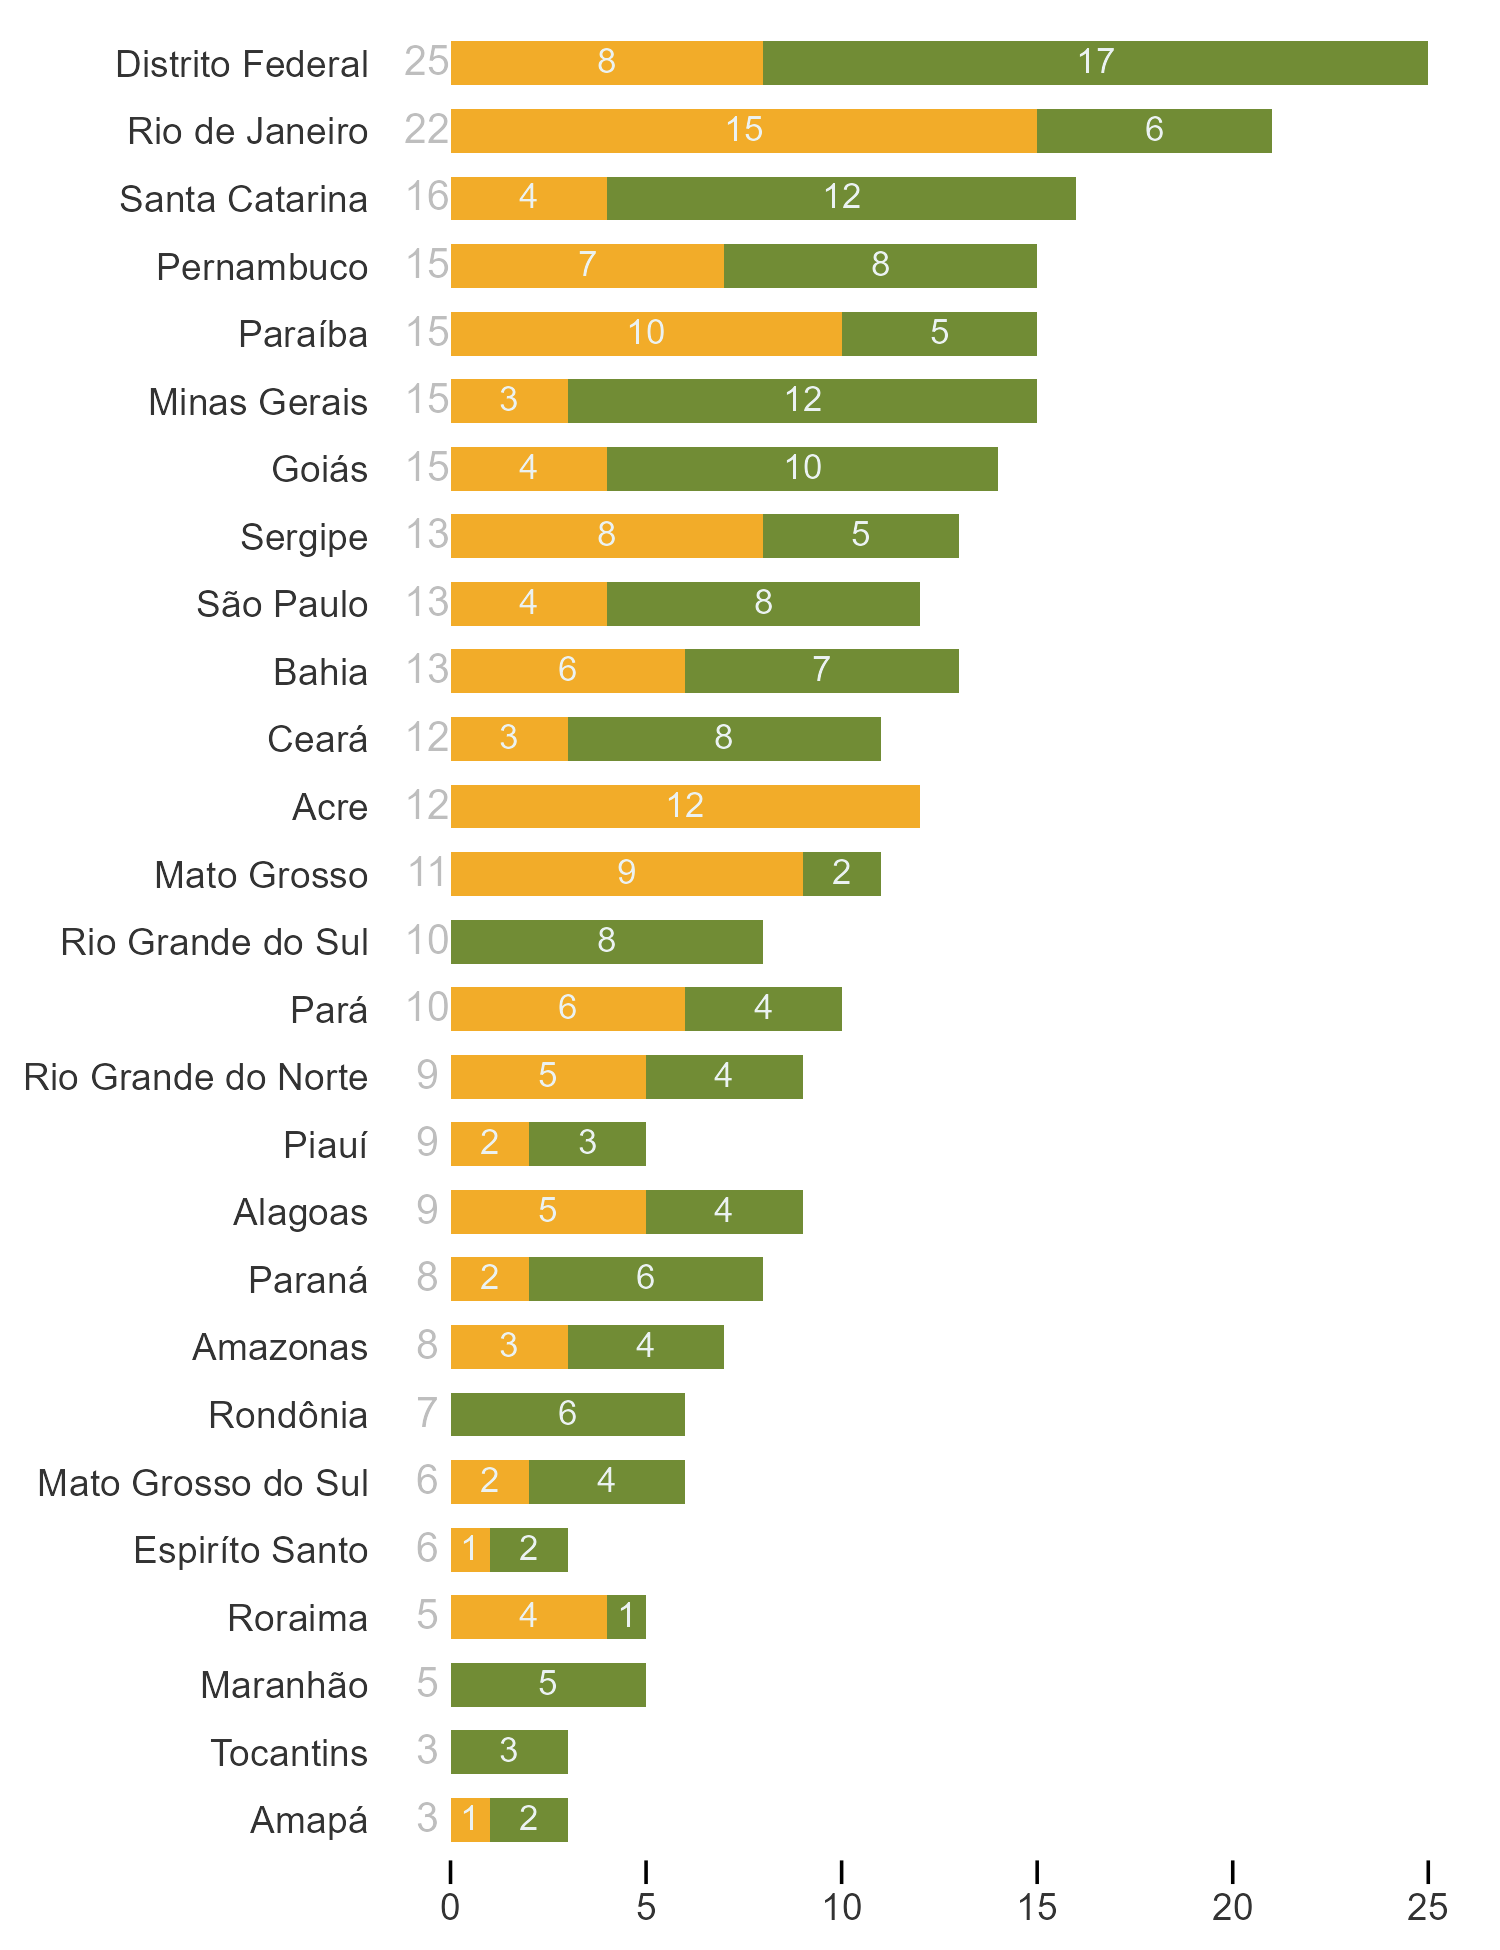 Distrito Federal 25 8 17
Rio de Janeiro 22 15 6
Santa Catarina 16 4 12
Pernambuco 15 7 8
Paraíba 15 10 5
Minas Gerais 15 3 12
Goiás 15 4 10
Sergipe 13 8 5
São Paulo 13 4 8
Bahia 13 6 7
Ceará 12 3 8
Acre 12 12
Mato Grosso 11 9 2
Rio Grande do Sul 10 8
Pará 10 6 4
Rio Grande do Norte 9 5 4
Piauí 9 2 3
Alagoas 9 5 4
Paraná 8 2 6
Amazonas 8 3 4
Rondônia 7 6
Mato Grosso do Sul 6 2 4
Espiríto Santo 6 1 2
Roraima 5 4 1
Maranhão 5 5
Tocantins 3 3
Amapá 3 1 2
0 5 10 15 20 25